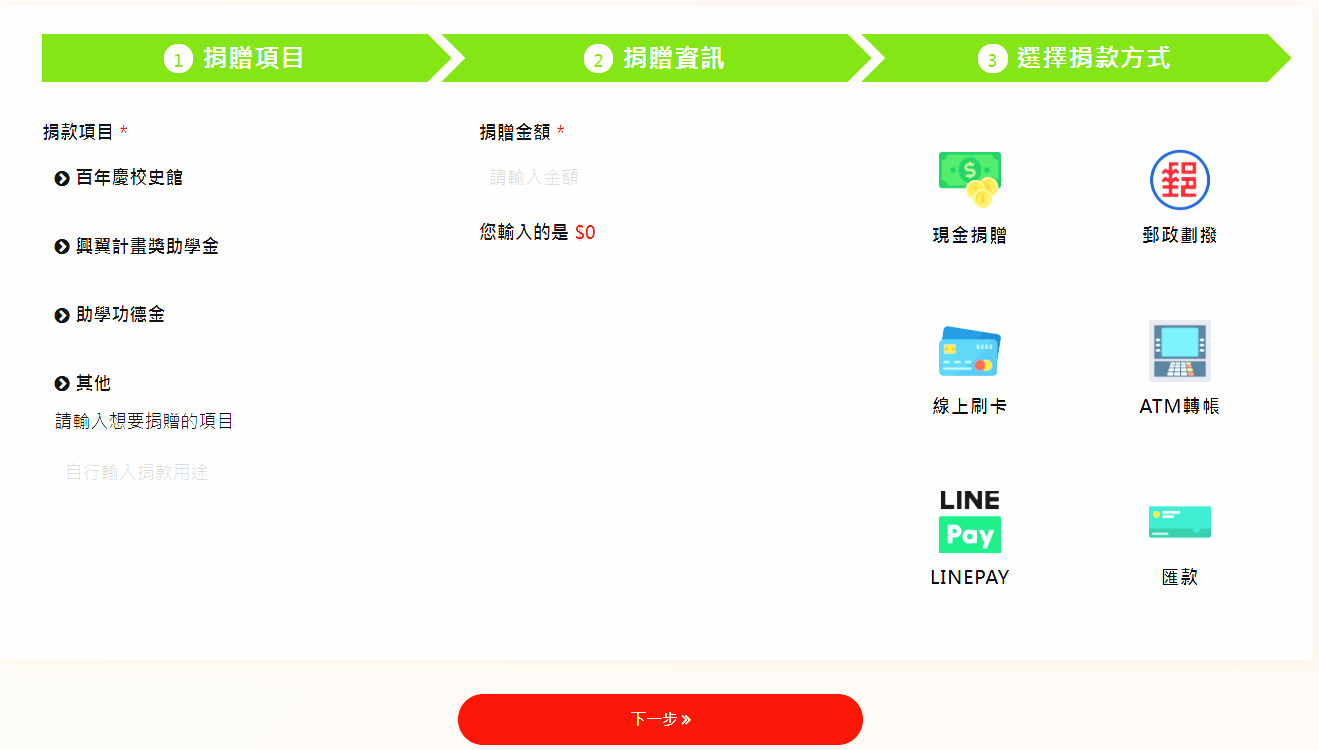 1 捐贈項目
2 捐贈資訊
3 選擇捐款方式
捐款項目 *
百年慶校史館
興翼計畫獎助學金
助學功德金
其他
請輸入想要捐贈的項目
自行輸入捐款用途
捐贈金額 *
請輸入金額
您輸入的是 $0
$
現金捐贈
郵
郵政劃撥
線上刷卡
ATM轉帳
LINE
Pay
LINEPAY
匯款
下一步 »